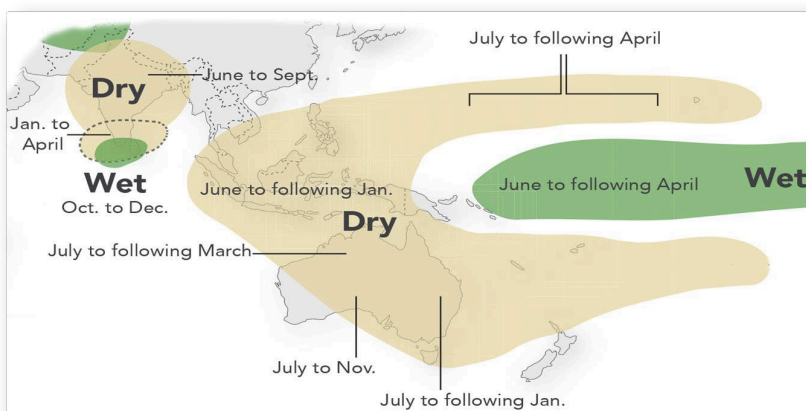 July to following April
June to Sept.
Dry
Jan. to
April
Wet
Oct. to Dec.
June to following Jan.
June to following April
Wet
Dry
July to following March
July to Nov.
July to following Jan.